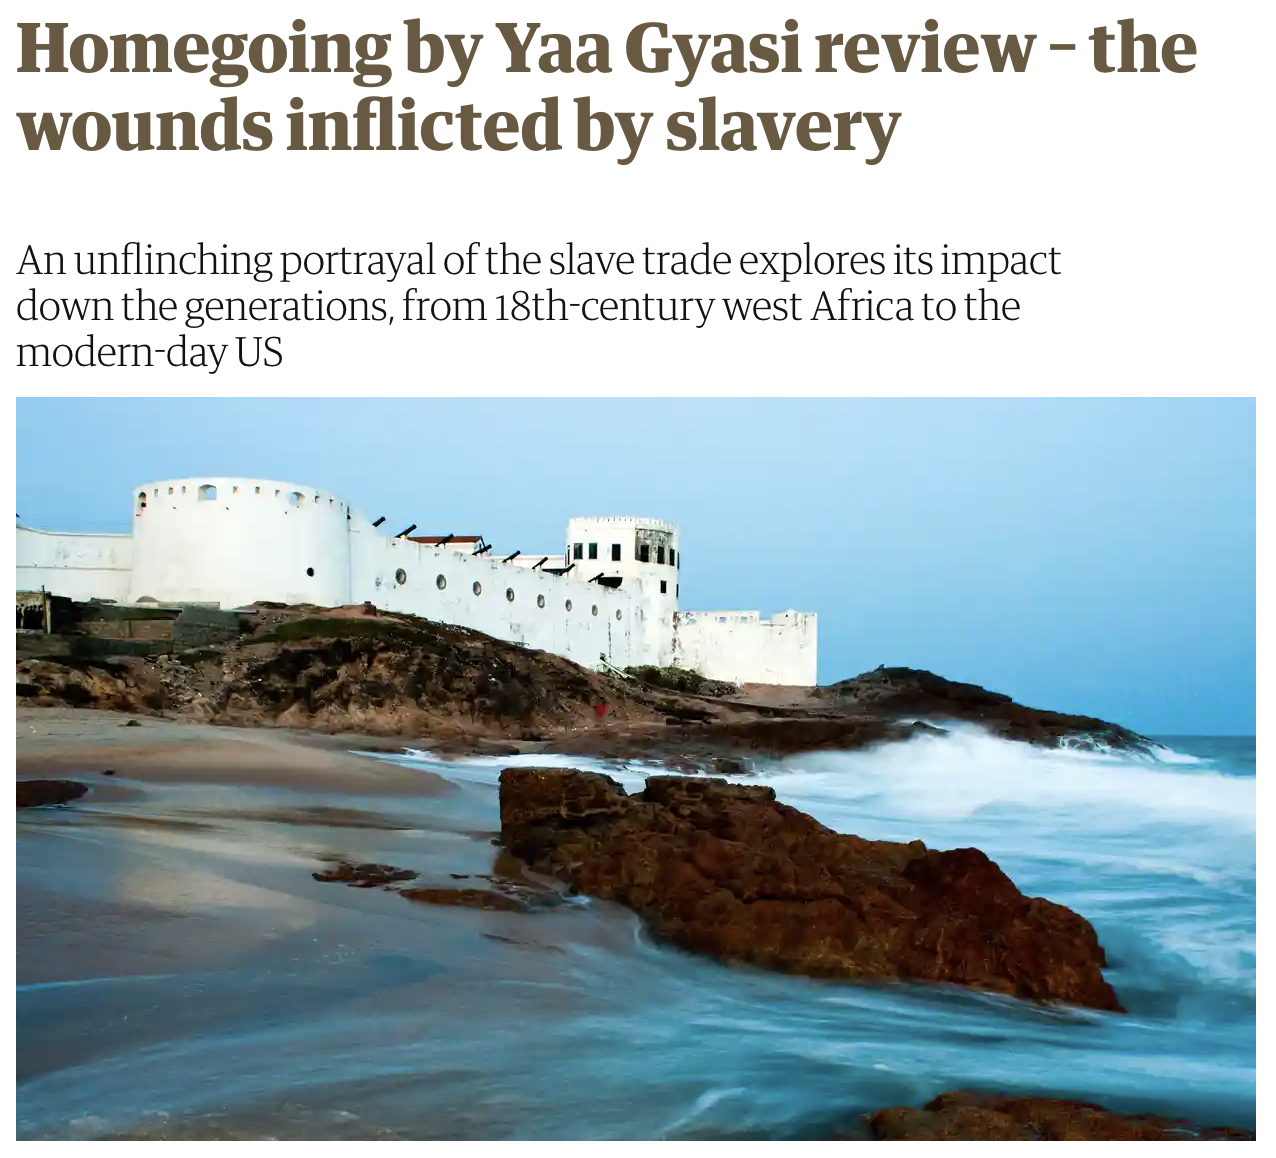 Homegoing by Yaa Gyasi review – the
wounds inflicted by slavery
An unflinching portrayal of the slave trade explores its impact
down the generations, from 18th-century west Africa to the
modern-day US